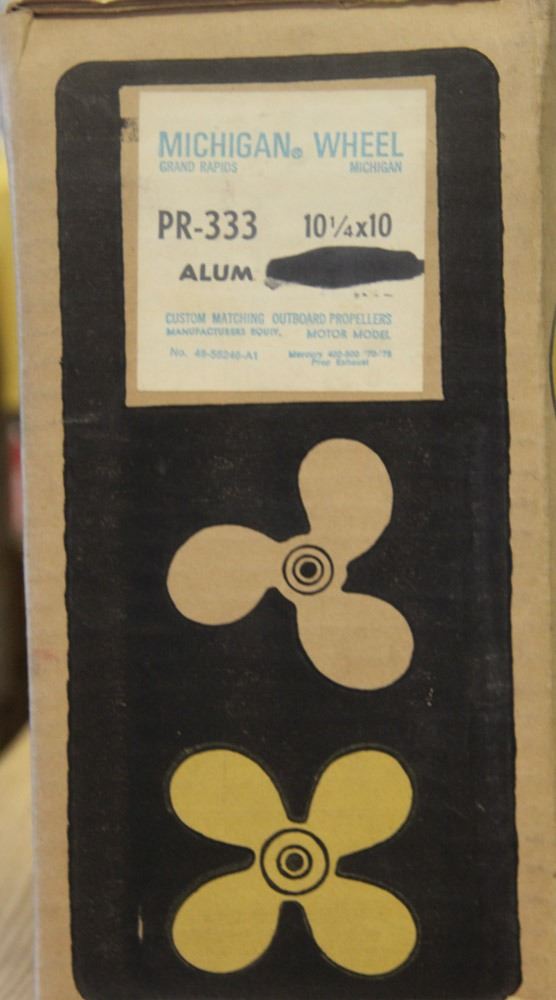 MICHIGAN® WHEEL
GRAND RAPIDS MICHIGAN
PR-333 10¼x10
ALUM
CUSTOM MATCHING OUTBOARD PROPELLERS
MANUFACTURERS EQUIV. MOTOR MODEL
No. 48-55240-A1 Mercury 400-500 '70-'75
Prop Exhaust